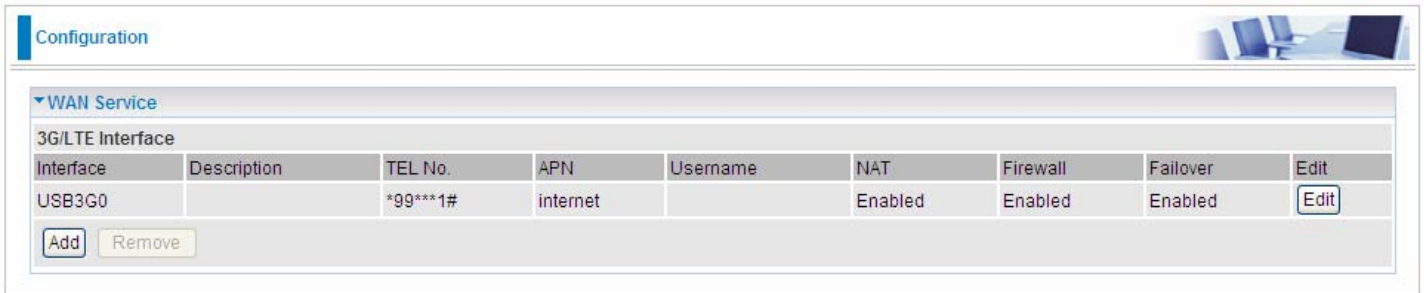 Configuration
WAN Service
3G/LTE Interface
Interface Description TEL No. APN Username NAT Firewall Failover Edit
USB3G0 *99***1# internet Enabled Enabled Enabled Edit
Add Remove